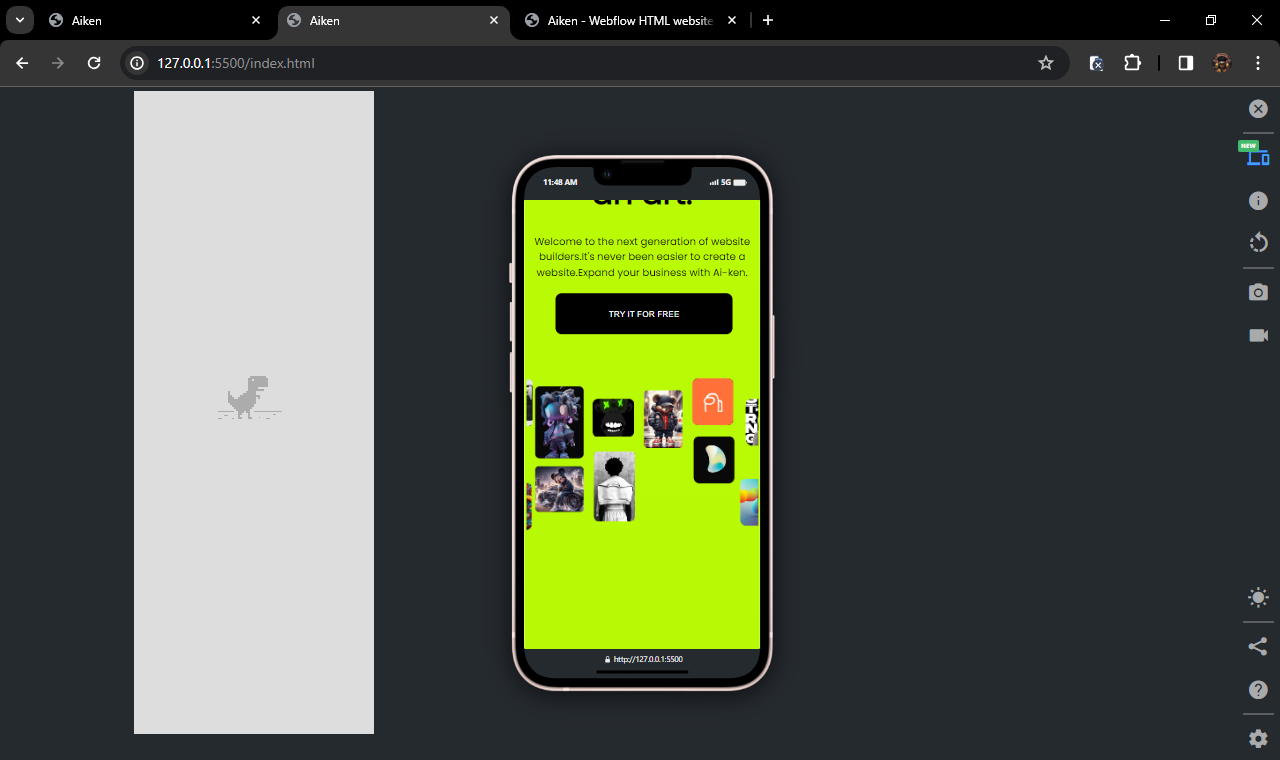 Aiken
Aiken
Aiken - Webflow HTML website
127.0.0.1:5500/index.html
NEW
11:48 AM
5G
an art.
Welcome to the next generation of website
builders.It's never been easier to create a
website.Expand your business with Ai-ken.
TRY IT FOR FREE
STRNG
http://127.0.0.1:5500